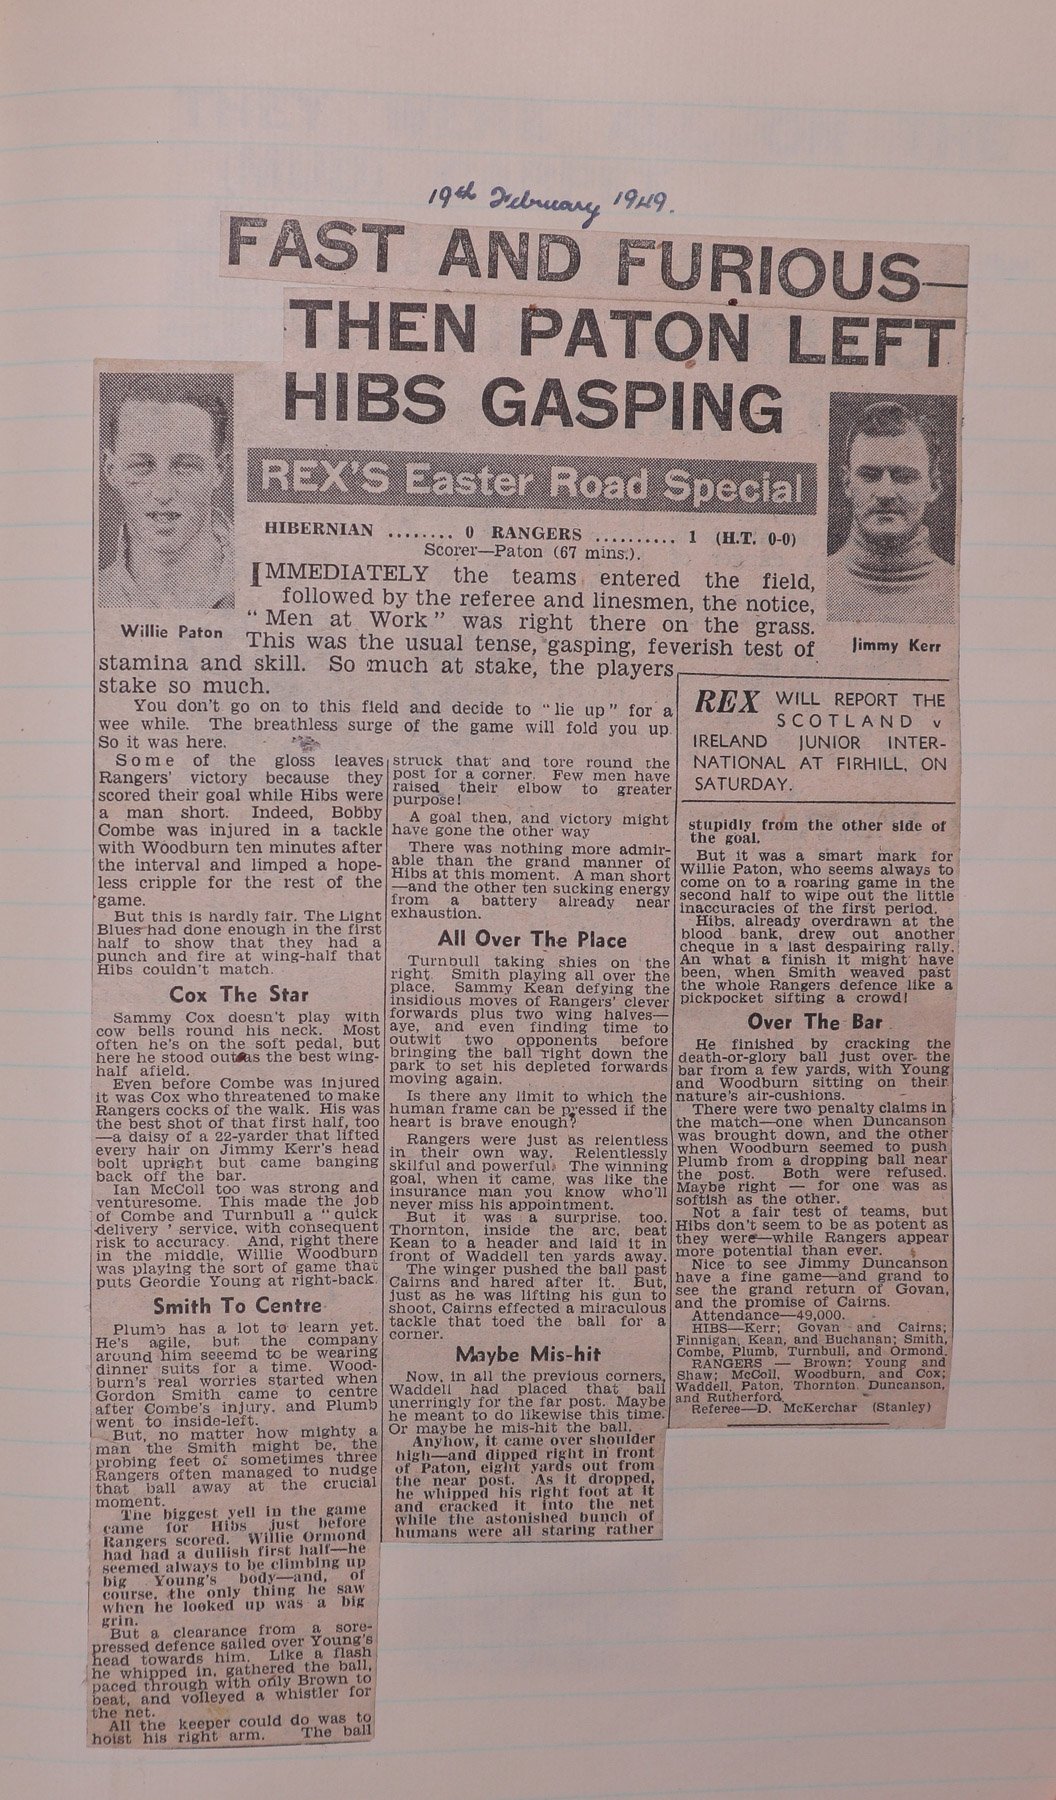 19th February 1949.
FAST AND FURIOUS—
THEN PATON LEFT
HIBS GASPING
REX'S Easter Road Special
HIBERNIAN ........ 0 RANGERS .......... 1 (H.T. 0-0)
Scorer—Paton (67 mins.).
IMMEDIATELY the teams entered the field,
followed by the referee and linesmen, the notice,
"Men at Work" was right there on the grass.
This was the usual tense, gasping, feverish test of
stamina and skill. So much at stake, the players
stake so much.
Willie Paton
Jimmy Kerr
You don't go on to this field and decide to "lie up" for a
wee while. The breathless surge of the game will fold you up.
So it was here.
Some of the gloss leaves
Rangers' victory because they
scored their goal while Hibs were
a man short. Indeed, Bobby
Combe was injured in a tackle
with Woodburn ten minutes after
the interval and limped a hope-
less cripple for the rest of the
game.
But this is hardly fair. The Light
Blues had done enough in the first
half to show that they had a
punch and fire at wing-half that
Hibs couldn't match.
Cox The Star
Sammy Cox doesn't play with
cow bells round his neck. Most
often he's on the soft pedal, but
here he stood out as the best wing-
half afield.
Even before Combe was injured
it was Cox who threatened to make
Rangers cocks of the walk. His was
the best shot of that first half, too
—a daisy of a 22-yarder that lifted
every hair on Jimmy Kerr's head
bolt upright but came banging
back off the bar.
Ian McColl too was strong and
venturesome. This made the job
of Combe and Turnbull a "quick
delivery' service, with consequent
risk to accuracy. And, right there
in the middle, Willie Woodburn
was playing the sort of game that
puts Geordie Young at right-back.
Smith To Centre
Plumb has a lot to learn yet.
He's agile, but the company
around him seeemd to be wearing
dinner suits for a time. Wood-
burn's real worries started when
Gordon Smith came to centre
after Combe's injury, and Plumb
went to inside-left.
But, no matter how mighty a
man the Smith might be, the
probing feet of sometimes three
Rangers often managed to nudge
that ball away at the crucial
moment.
The biggest yell in the game
came for Hibs just before
Rangers scored. Willie Ormond
had had a dullish first half—he
seemed always to be climbing up
big Young's body—and, of
course, the only thing he saw
when he looked up was a big
grin.
But a clearance from a sore-
pressed defence sailed over Young's
head towards him. Like a flash
he whipped in, gathered the ball,
paced through with only Brown to
beat, and volleyed a whistler for
the net.
All the keeper could do was to
hoist his right arm. The ball
struck that and tore round the
post for a corner. Few men have
raised their elbow to greater
purpose!
A goal then, and victory might
have gone the other way
There was nothing more admir-
able than the grand manner of
Hibs at this moment. A man short
—and the other ten sucking energy
from a battery already near
exhaustion.
All Over The Place
Turnbull taking shies on the
right. Smith playing all over the
place. Sammy Kean defying the
insidious moves of Rangers' clever
forwards plus two wing halves—
aye, and even finding time to
outwit two opponents before
bringing the ball right down the
park to set his depleted forwards
moving again.
Is there any limit to which the
human frame can be pressed if the
heart is brave enough?
Rangers were just as relentless
in their own way. Relentlessly
skilful and powerful. The winning
goal, when it came, was like the
insurance man you know who'll
never miss his appointment.
But it was a surprise, too.
Thornton, inside the arc, beat
Kean to a header and laid it in
front of Waddell ten yards away.
The winger pushed the ball past
Cairns and hared after it. But,
just as he was lifting his gun to
shoot, Cairns effected a miraculous
tackle that toed the ball for a
corner.
Maybe Mis-hit
Now, in all the previous corners,
Waddell had placed that ball
unerringly for the far post. Maybe
he meant to do likewise this time.
Or maybe he mis-hit the ball.
Anyhow, it came over shoulder
high—and dipped right in front
of Paton, eight yards out from
the near post. As it dropped,
he whipped his right foot at it
and cracked it into the net
while the astonished bunch of
humans were all staring rather
REX WILL REPORT THE
SCOTLAND v
IRELAND JUNIOR INTER-
NATIONAL AT FIRHILL, ON
SATURDAY.
stupidly from the other side of
the goal.
But it was a smart mark for
Willie Paton, who seems always to
come on to a roaring game in the
second half to wipe out the little
inaccuracies of the first period.
Hibs, already overdrawn at the
blood bank, drew out another
cheque in a last despairing rally.
An what a finish it might have
been, when Smith weaved past
the whole Rangers defence like a
pickpocket sifting a crowd!
Over The Bar
He finished by cracking the
death-or-glory ball just over the
bar from a few yards, with Young
and Woodburn sitting on their
nature's air-cushions.
There were two penalty claims in
the match—one when Duncanson
was brought down, and the other
when Woodburn seemed to push
Plumb from a dropping ball near
the post. Both were refused.
Maybe right — for one was as
softish as the other.
Not a fair test of teams, but
Hibs don't seem to be as potent as
they were—while Rangers appear
more potential than ever.
Nice to see Jimmy Duncanson
have a fine game—and grand to
see the grand return of Govan,
and the promise of Cairns.
Attendance—49,000.
HIBS—Kerr; Govan and Cairns;
Finnigan, Kean, and Buchanan; Smith,
Combe, Plumb, Turnbull, and Ormond.
RANGERS — Brown; Young and
Shaw; McColl, Woodburn, and Cox;
Waddell, Paton, Thornton, Duncanson,
and Rutherford.
Referee—D. McKerchar (Stanley)